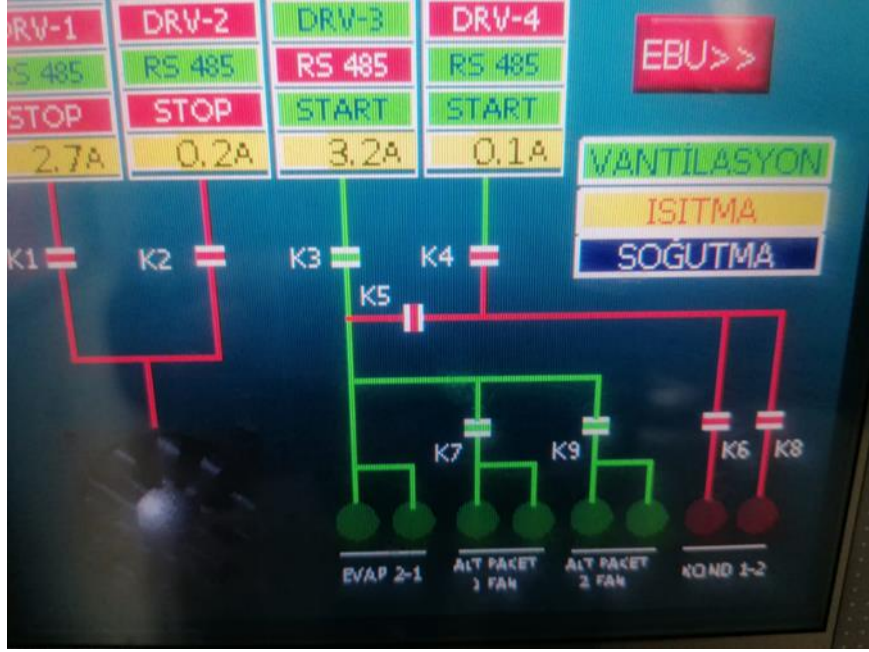 DRV-1 DRV-2 DRV-3 DRV-4
RS 485 RS 485 RS 485 RS 485
STOP STOP START START
2.7A 0.2A 3.2A 0.1A
EBU>>
VANTİLASYON
ISITMA
SOĞUTMA
K1 K2 K3 K4
K5
K7 K9 K6 K8
EVAP 2-1
ALT PAKET
1 FAN
ALT PAKET
2 FAN
KOND 1-2